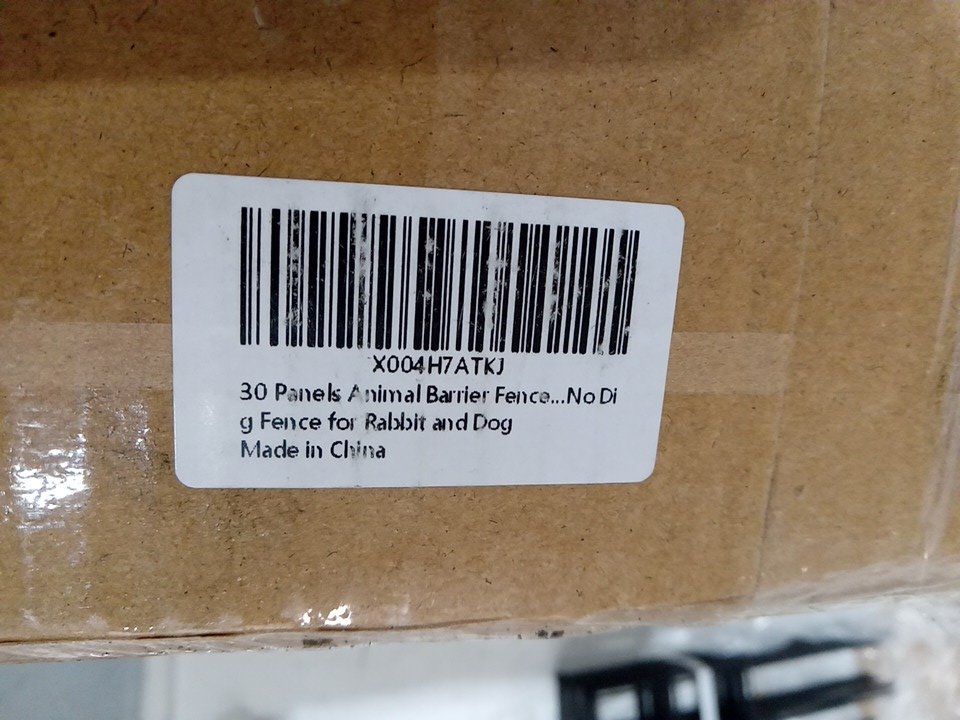 X004H7ATKJ
30 Panels Animal Barrier Fence...No Di
g Fence for Rabbit and Dog
Made in China